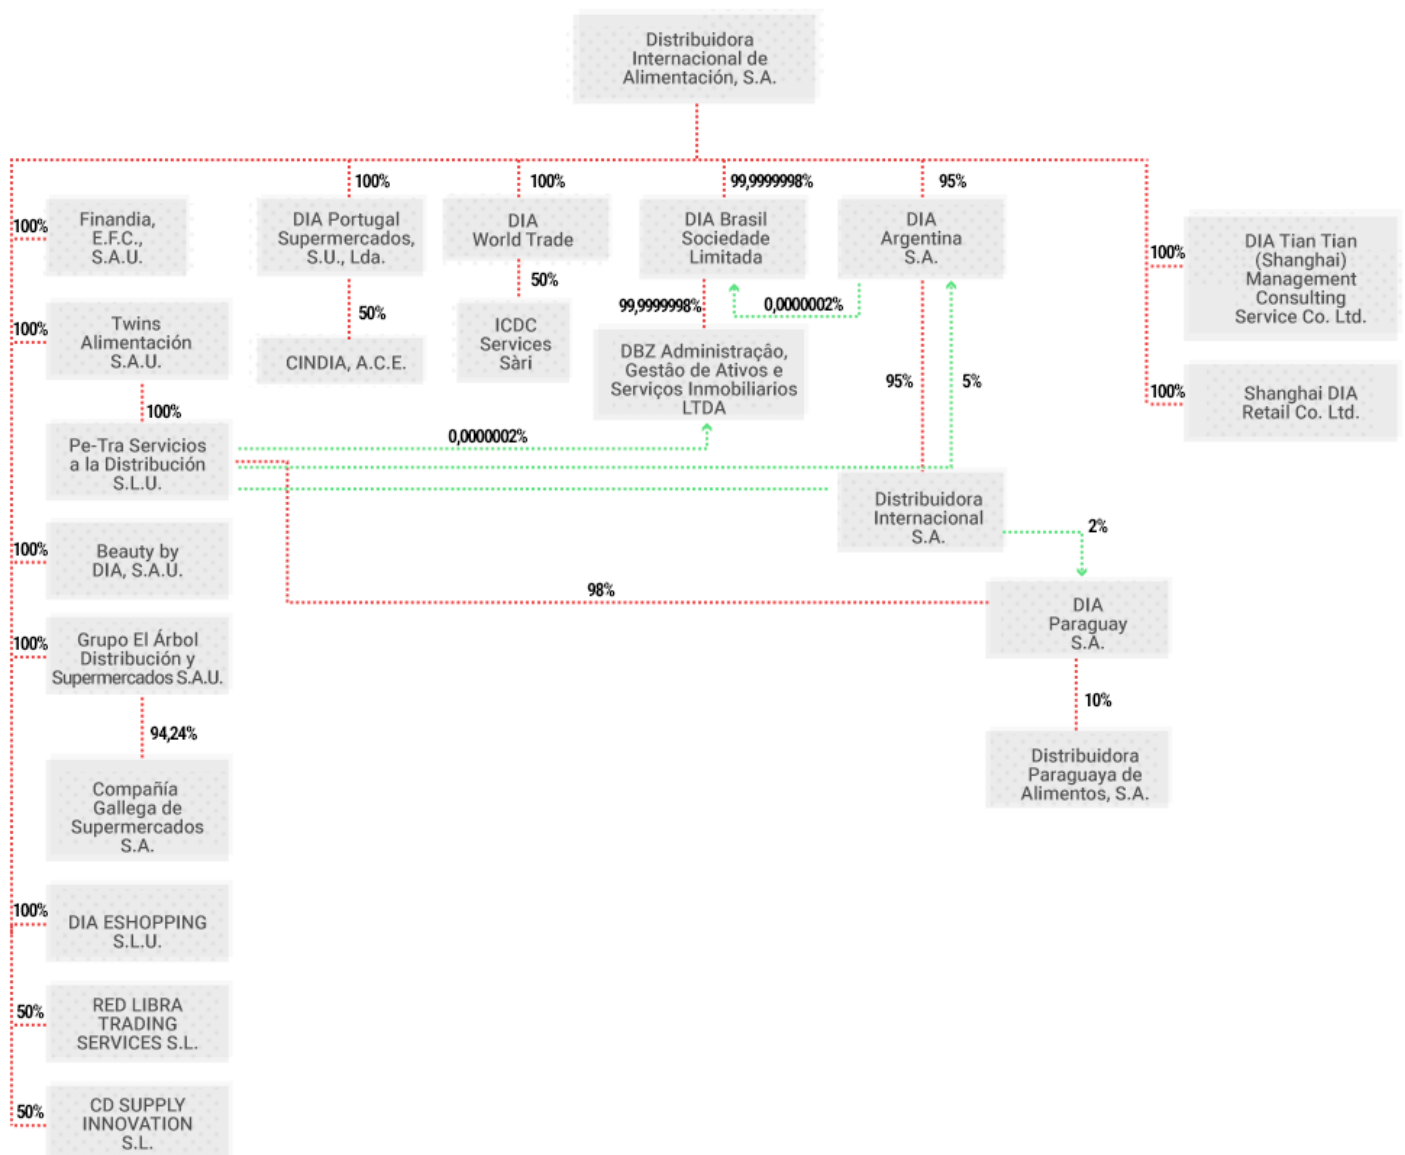 Distribuidora
Internacional de
Alimentación, S.A.
100%
100%
99,9999998%
95%
100%
Finandia,
E.F.C.,
S.A.U.
DIA Portugal
Supermercados,
S.U., Lda.
DIA
World Trade
DIA Brasil
Sociedade
Limitada
DIA
Argentina
S.A.
100%
DIA Tian Tian
(Shanghai)
Management
Consulting
Service Co. Ltd.
50%
50%
99,9999998%
0,0000002%
100%
Twins
Alimentación
S.A.U.
CINDIA, A.C.E.
ICDC
Services
Sàri
DBZ Administração,
Gestão de Ativos e
Serviços Inmobiliarios
LTDA
95%
5%
100%
Shanghai DIA
Retail Co. Ltd.
100%
Pe-Tra Servicios
a la Distribución
S.L.U.
0,0000002%
Distribuidora
Internacional
S.A.
2%
100%
Beauty by
DIA, S.A.U.
98%
DIA
Paraguay
S.A.
100%
Grupo El Árbol
Distribución y
Supermercados S.A.U.
10%
94,24%
Distribuidora
Paraguaya de
Alimentos, S.A.
Compañía
Gallega de
Supermercados
S.A.
100%
DIA ESHOPPING
S.L.U.
50%
RED LIBRA
TRADING
SERVICES S.L.
50%
CD SUPPLY
INNOVATION
S.L.